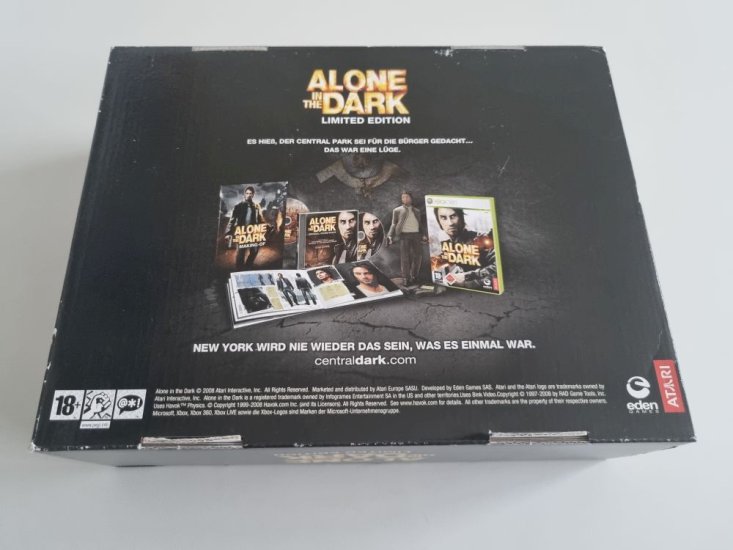 ALONE
IN THE DARK
LIMITED EDITION
ES HIEß, DER CENTRAL PARK SEI FÜR DIE BÜRGER GEDACHT...
DAS WAR EINE LÜGE.
ALONE
IN THE DARK
MAKING-OF
ALONE
IN THE DARK
XBOX 360
ALONE
IN THE DARK
NEW YORK WIRD NIE WIEDER DAS SEIN, WAS ES EINMAL WAR.
centraldark.com
18+
www.pegi.info
Alone in the Dark © 2008 Atari Interactive, Inc. All Rights Reserved. Marketed and distributed by Atari Europe SASU. Developed by Eden Games SAS. Atari and the Atari logo are trademarks owned by
Atari Interactive, Inc. Alone in the Dark is a registered trademark owned by Infogrames Entertainment SA in the US and other territories.Uses Bink Video.Copyright © 1997-2008 by RAD Game Tools, Inc.
Uses Havok™ Physics. © Copyright 1999-2008 Havok.com Inc. (and its Licensors). All Rights Reserved. See www.havok.com for details. All other trademarks are the property of their respective owners.
Microsoft, Xbox, Xbox 360, Xbox LIVE sowie die Xbox-Logos sind Marken der Microsoft-Unternehmensgruppe.
eden
GAMES
ATARI